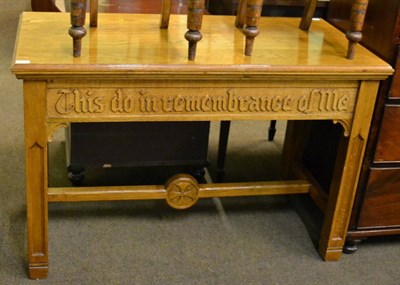 This do in remembrance of Me